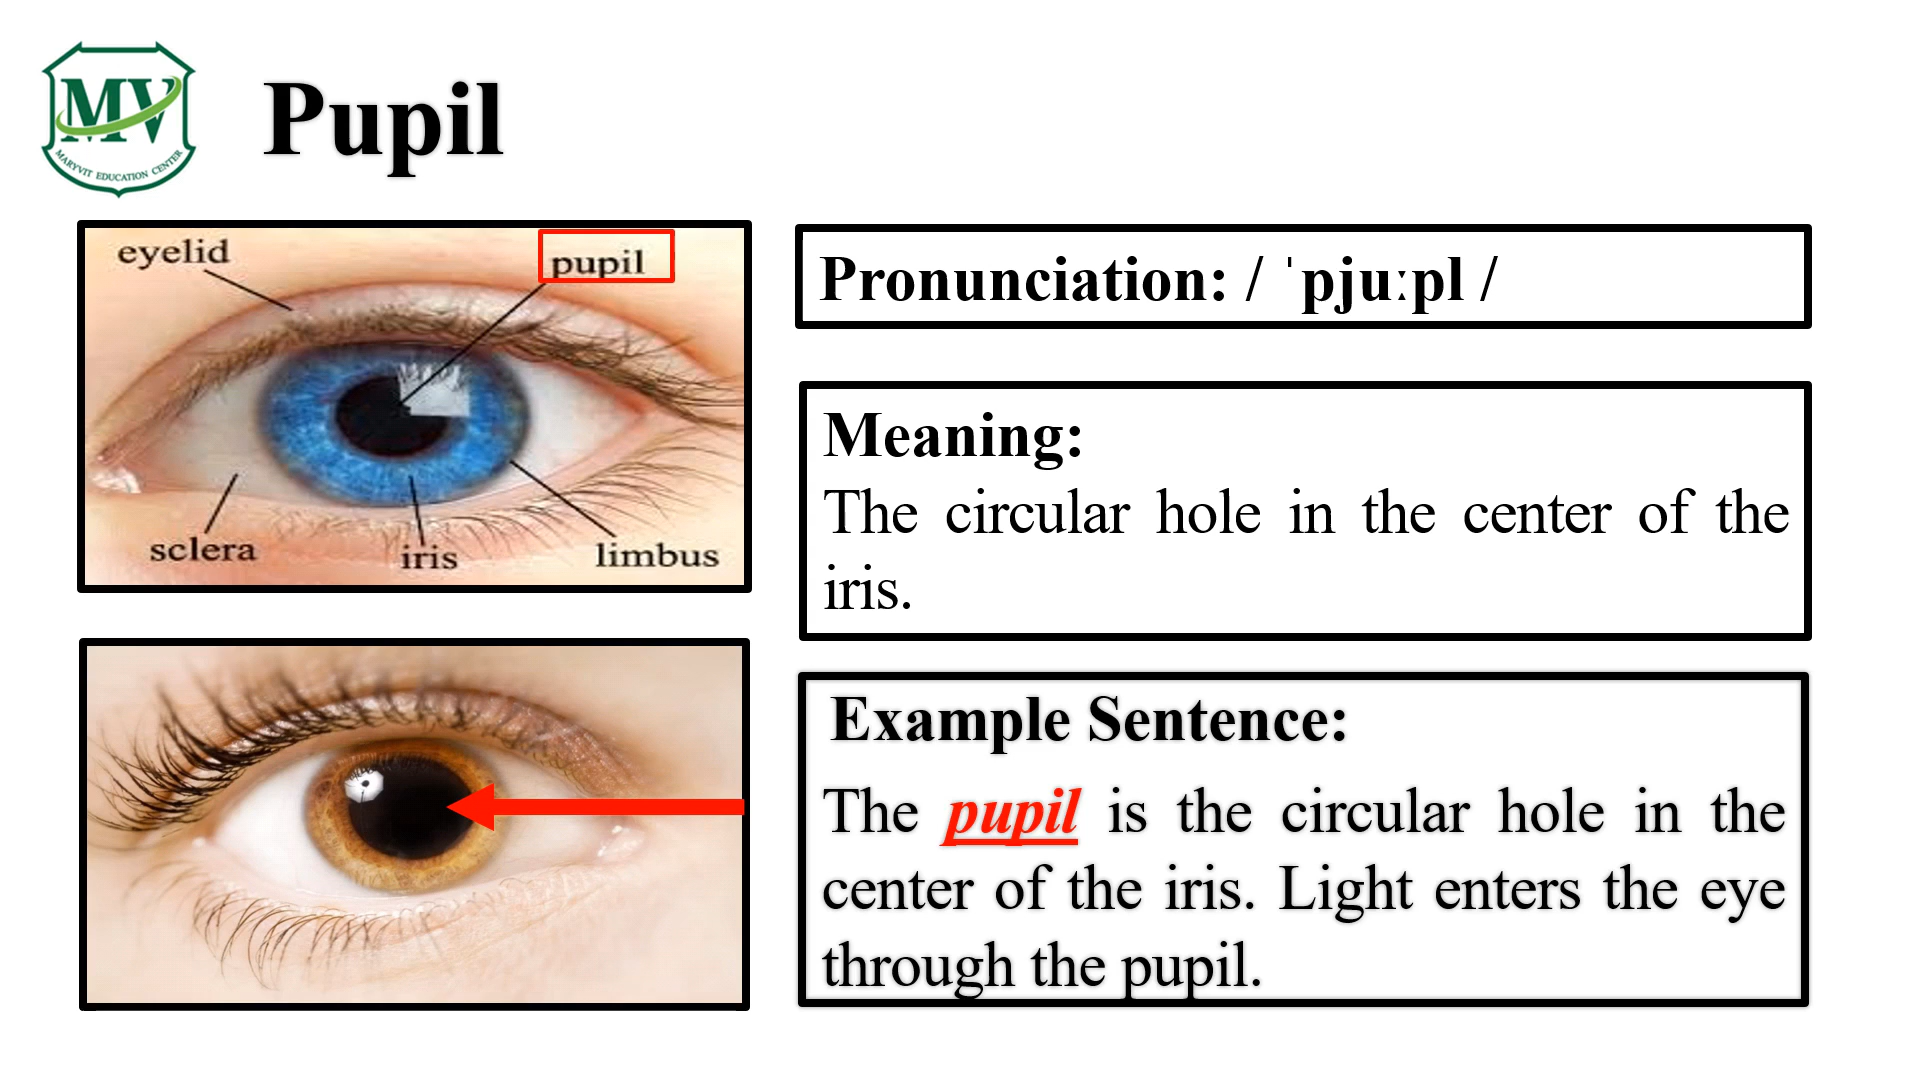 MV
MARYVIT EDUCATION CENTER
Pupil
eyelid
pupil
sclera
iris
limbus
Pronunciation: / ˈpjuːpl /
Meaning:
The circular hole in the center of the
iris.
Example Sentence:
The pupil is the circular hole in the
center of the iris. Light enters the eye
through the pupil.